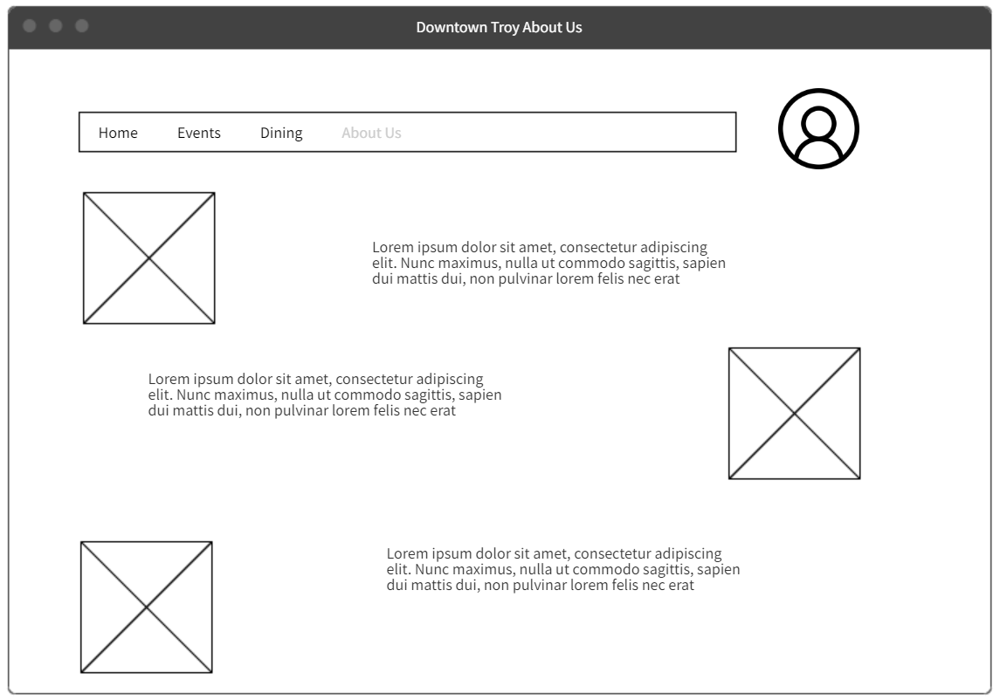 Downtown Troy About Us
Home Events Dining About Us
Lorem ipsum dolor sit amet, consectetur adipiscing
elit. Nunc maximus, nulla ut commodo sagittis, sapien
dui mattis dui, non pulvinar lorem felis nec erat
Lorem ipsum dolor sit amet, consectetur adipiscing
elit. Nunc maximus, nulla ut commodo sagittis, sapien
dui mattis dui, non pulvinar lorem felis nec erat
Lorem ipsum dolor sit amet, consectetur adipiscing
elit. Nunc maximus, nulla ut commodo sagittis, sapien
dui mattis dui, non pulvinar lorem felis nec erat